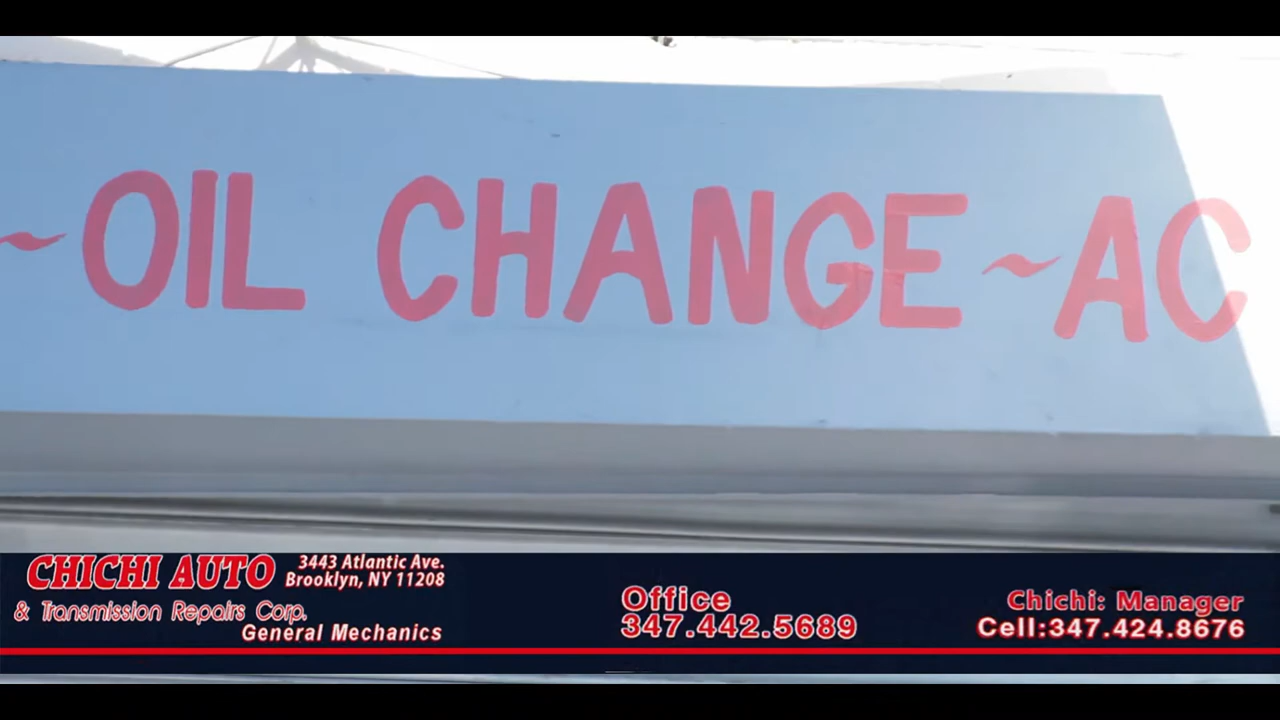 ~OIL CHANGE~AC
CHICHI AUTO
& Transmission Repairs Corp.
General Mechanics
3443 Atlantic Ave.
Brooklyn, NY 11208
Office
347.442.5689
Chichi: Manager
Cell:347.424.8676